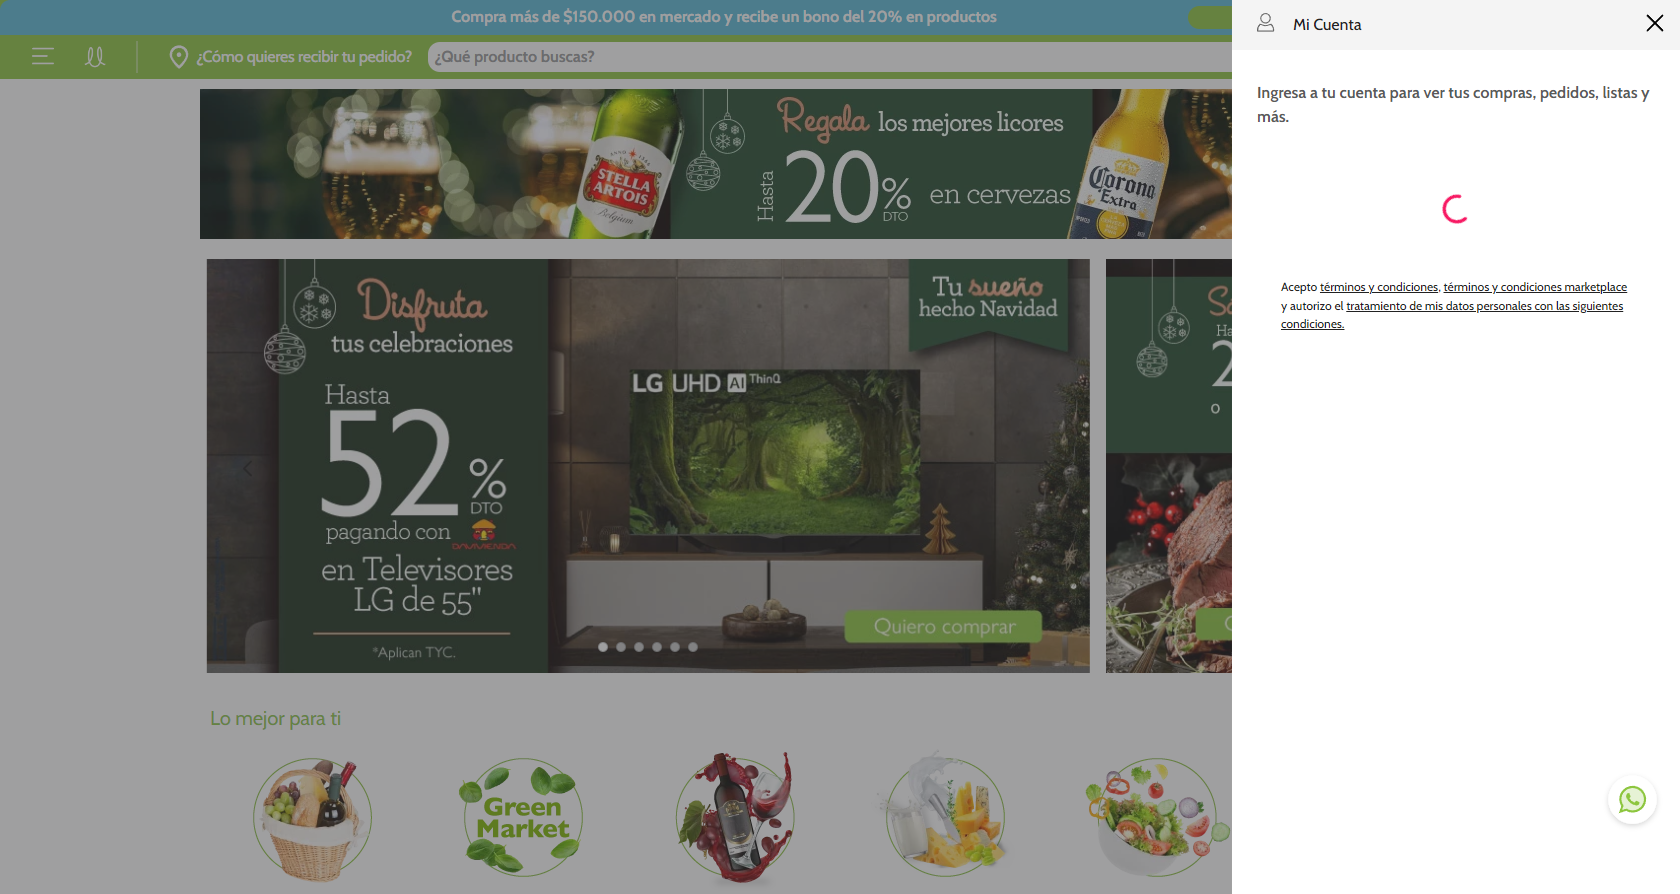 Compra más de $150.000 en mercado y recibe un bono del 20% en productos
¿Cómo quieres recibir tu pedido?
¿Qué producto buscas?
Mi Cuenta
Ingresa a tu cuenta para ver tus compras, pedidos, listas y
más.
Acepto términos y condiciones, términos y condiciones marketplace
y autorizo el tratamiento de mis datos personales con las siguientes
condiciones.
Regala los mejores licores
Hasta 20% DTO en cervezas
STELLA
ARTOIS
Belgium
Corona
Extra
Disfruta
tus celebraciones
Hasta
52% DTO
pagando con DAVIVIENDA
en Televisores
LG de 55"
*Aplican TYC.
Tu sueño
hecho Navidad
LG UHD AI ThinQ
Quiero comprar
Lo mejor para ti
Green
Market